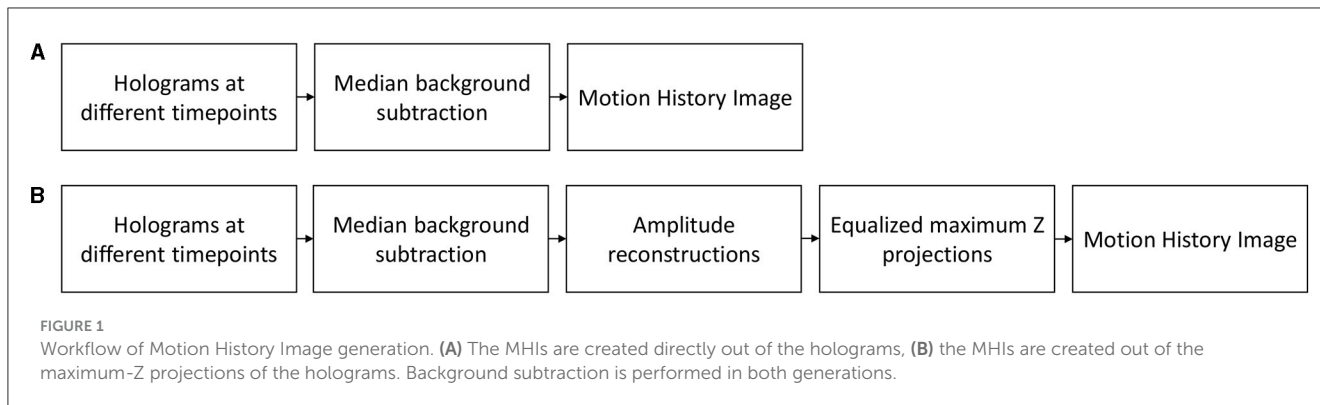 A
Holograms at
different timepoints
Median background
subtraction
Motion History Image
B
Holograms at
different timepoints
Median background
subtraction
Amplitude
reconstructions
Equalized maximum Z
projections
Motion History Image
FIGURE 1
Workflow of Motion History Image generation. (A) The MHIs are created directly out of the holograms, (B) the MHIs are created out of the
maximum-Z projections of the holograms. Background subtraction is performed in both generations.